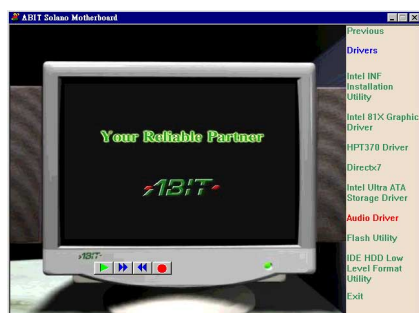 ABIT Solano Motherboard
Your Reliable Partner
ABIT
ABIT
Previous
Drivers
Intel INF
Installation
Utility
Intel 81X Graphic
Driver
HPT370 Driver
Directx7
Intel Ultra ATA
Storage Driver
Audio Driver
Flash Utility
IDE HDD Low
Level Format
Utility
Exit